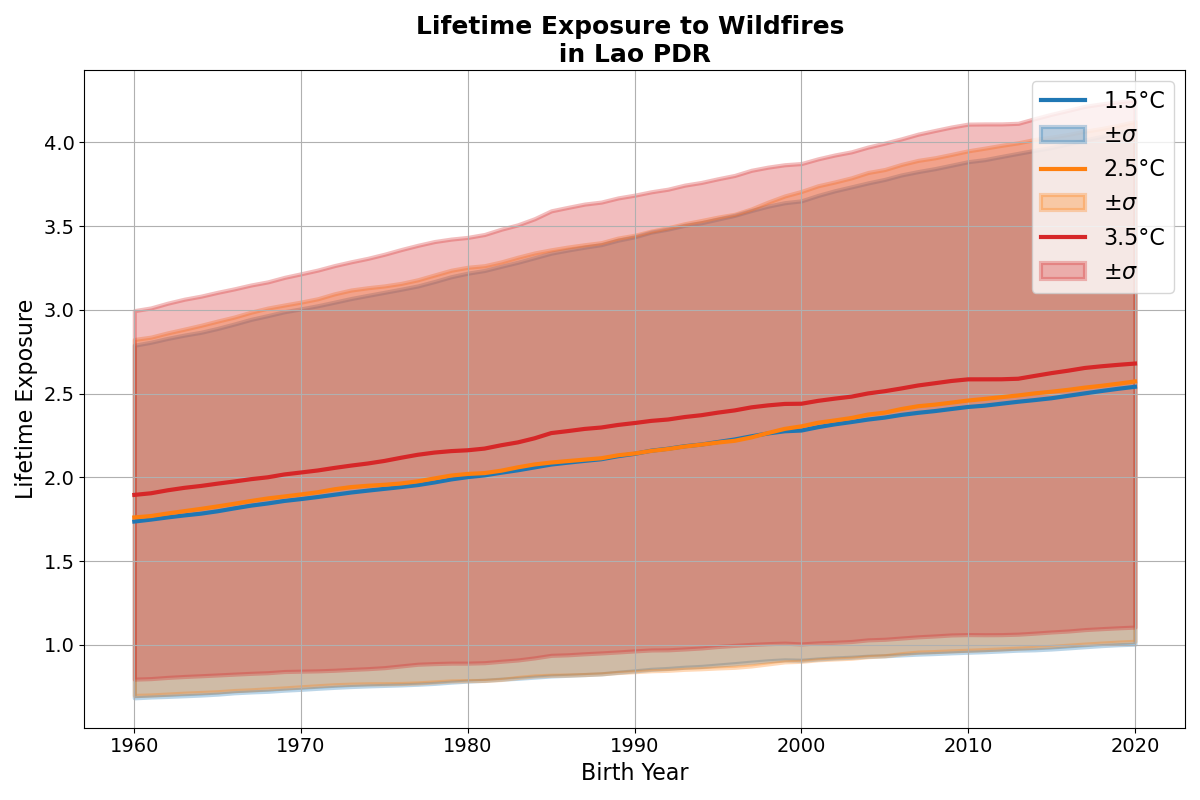 Lifetime Exposure to Wildfires
in Lao PDR
Lifetime Exposure
4.0
3.5
3.0
2.5
2.0
1.5
1.0
1960
1970
1980
1990
2000
2010
2020
Birth Year
1.5°C
±σ
2.5°C
±σ
3.5°C
±σ